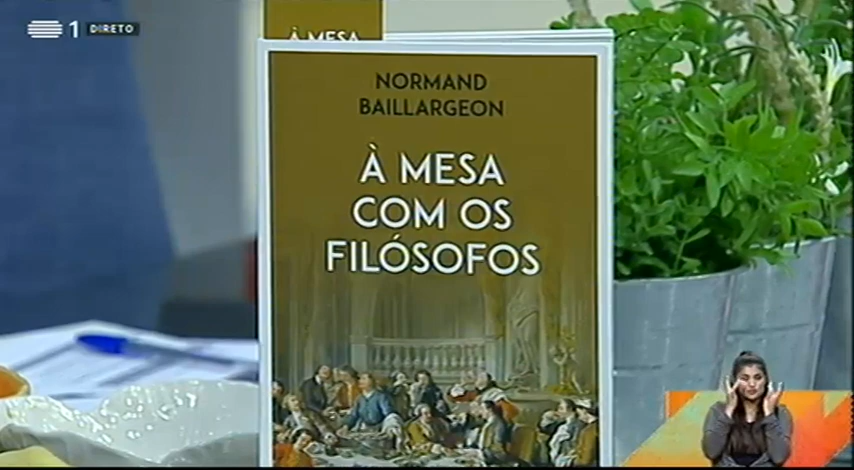 1 DIRETO
À MESA
NORMAND
BAILLARGEON
À MESA
COM OS
FILÓSOFOS